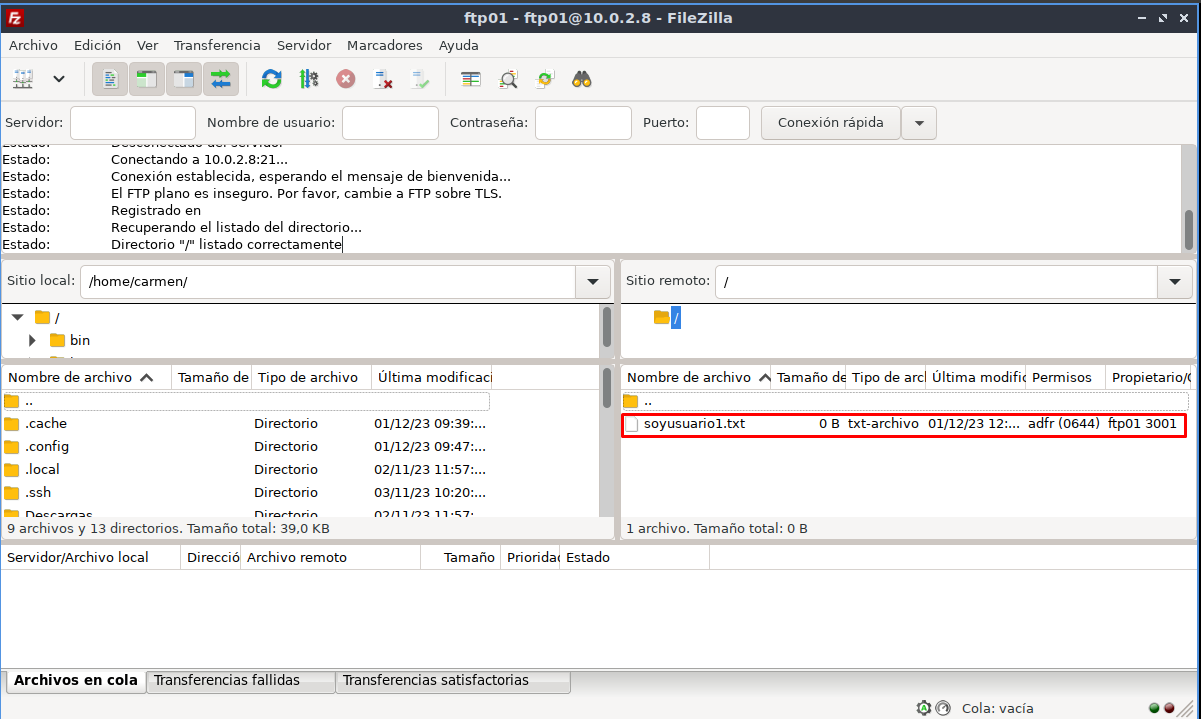 ftp01 - ftp01@10.0.2.8 - FileZilla
Archivo Edición Ver Transferencia Servidor Marcadores Ayuda
Servidor: Nombre de usuario: Contraseña: Puerto: Conexión rápida
Estado: Desconectado del servidor
Estado: Conectando a 10.0.2.8:21...
Estado: Conexión establecida, esperando el mensaje de bienvenida...
Estado: El FTP plano es inseguro. Por favor, cambie a FTP sobre TLS.
Estado: Registrado en
Estado: Recuperando el listado del directorio...
Estado: Directorio "/" listado correctamente
Sitio local: /home/carmen/
/
bin
Nombre de archivo Tamaño de Tipo de archivo Última modificaci
..
.cache Directorio 01/12/23 09:39:...
.config Directorio 01/12/23 09:47:...
.local Directorio 02/11/23 11:57:...
.ssh Directorio 03/11/23 10:20:...
Descargas Directorio 02/11/23 11:57:...
9 archivos y 13 directorios. Tamaño total: 39,0 KB
Sitio remoto: /
/
Nombre de archivo Tamaño de Tipo de arcl Última modific Permisos Propietario/G
..
soyusuario1.txt 0 B txt-archivo 01/12/23 12:... adfr (0644) ftp01 3001
1 archivo. Tamaño total: 0 B
Servidor/Archivo local Direcció Archivo remoto Tamaño Prioridad Estado
Archivos en cola Transferencias fallidas Transferencias satisfactorias
Cola: vacía